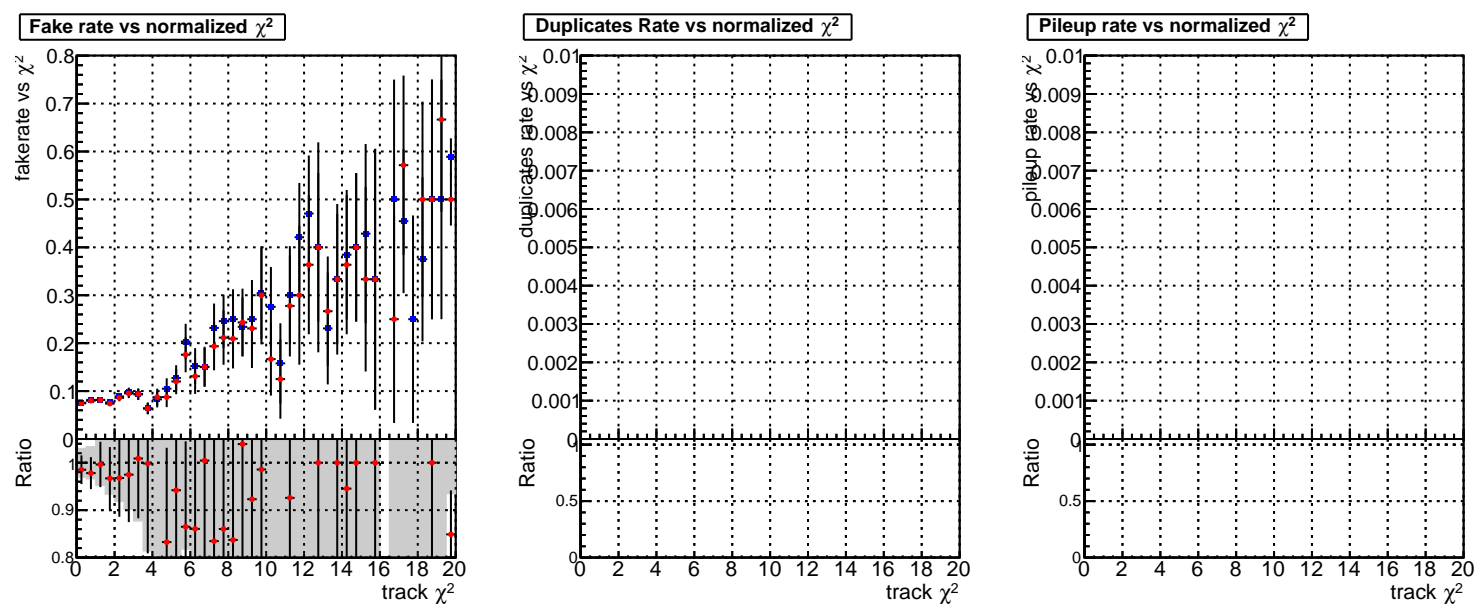 Fake rate vs normalized χ²
Duplicates Rate vs normalized χ²
Pileup rate vs normalized χ²
fakerate vs χ²
0.8
0.7
0.6
0.5
0.4
0.3
0.2
0.1
0
Ratio
1
0.9
0.8
0 2 4 6 8 10 12 14 16 18 20
track χ²
duplicates rate vs χ²
0.01
0.009
0.008
0.007
0.006
0.005
0.004
0.003
0.002
0.001
0
Ratio
1
0.5
0
0 2 4 6 8 10 12 14 16 18 20
track χ²
pileup rate vs χ²
0.01
0.009
0.008
0.007
0.006
0.005
0.004
0.003
0.002
0.001
0
Ratio
1
0.5
0
0 2 4 6 8 10 12 14 16 18 20
track χ²